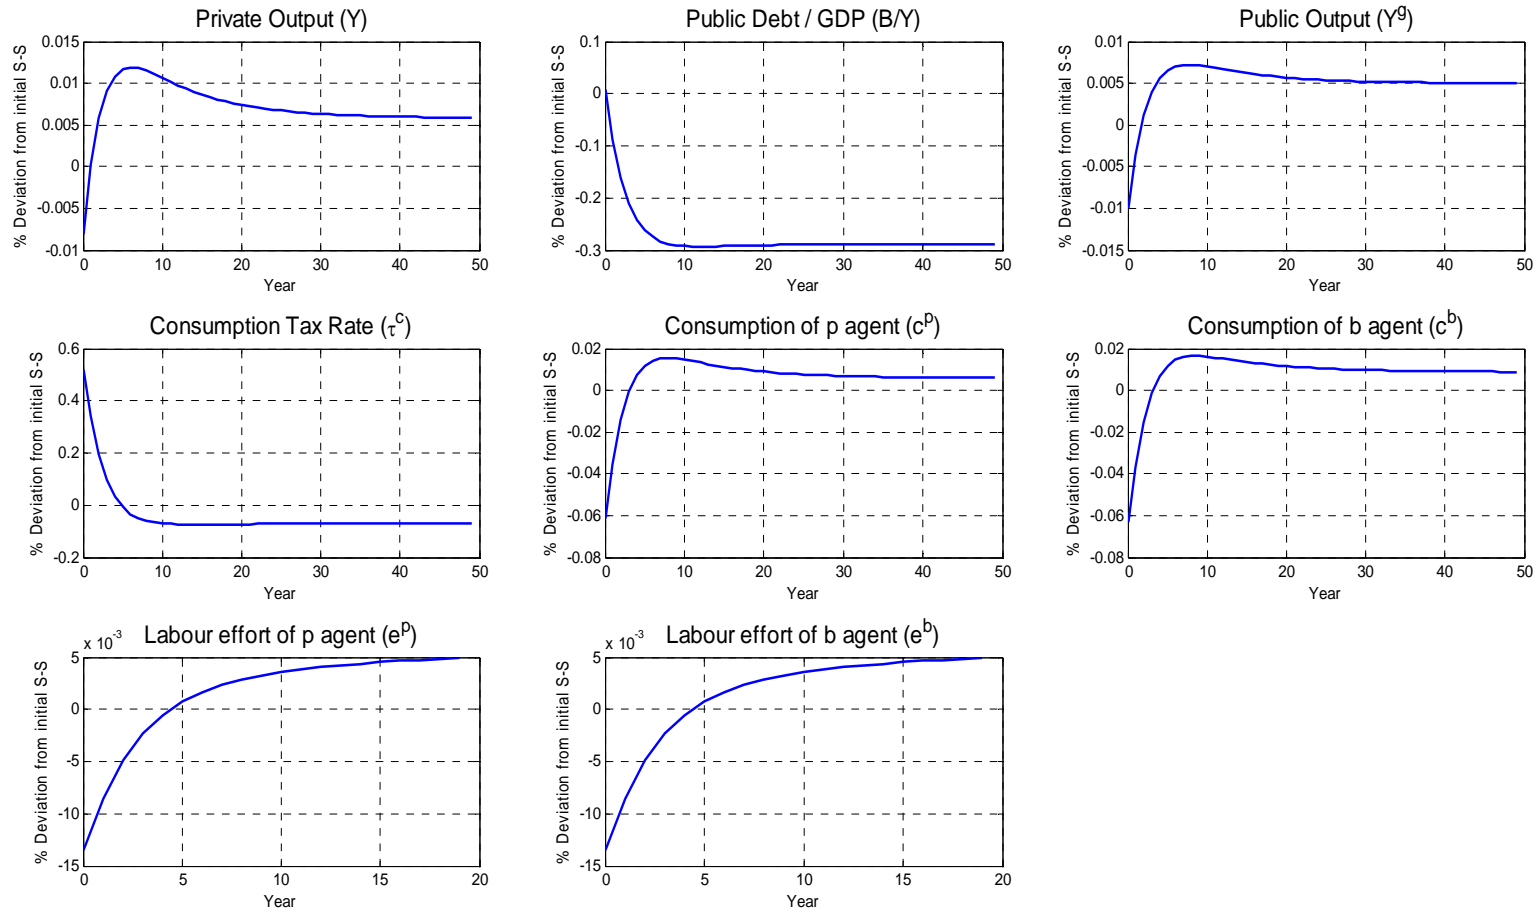 Private Output (Y)
% Deviation from initial S-S
0.015
0.01
0.005
0
-0.005
-0.01
0 10 20 30 40 50
Year
Public Debt / GDP (B/Y)
% Deviation from initial S-S
0.1
0
-0.1
-0.2
-0.3
0 10 20 30 40 50
Year
Public Output (Y^g)
% Deviation from initial S-S
0.01
0.005
0
-0.005
-0.01
-0.015
0 10 20 30 40 50
Year
Consumption Tax Rate (τ^c)
% Deviation from initial S-S
0.6
0.4
0.2
0
-0.2
0 10 20 30 40 50
Year
Consumption of p agent (c^p)
% Deviation from initial S-S
0.02
0
-0.02
-0.04
-0.06
-0.08
0 10 20 30 40 50
Year
Consumption of b agent (c^b)
% Deviation from initial S-S
0.02
0
-0.02
-0.04
-0.06
-0.08
0 10 20 30 40 50
Year
Labour effort of p agent (e^p)
x 10^-3
% Deviation from initial S-S
5
0
-5
-10
-15
0 5 10 15 20
Year
Labour effort of b agent (e^b)
x 10^-3
% Deviation from initial S-S
5
0
-5
-10
-15
0 5 10 15 20
Year